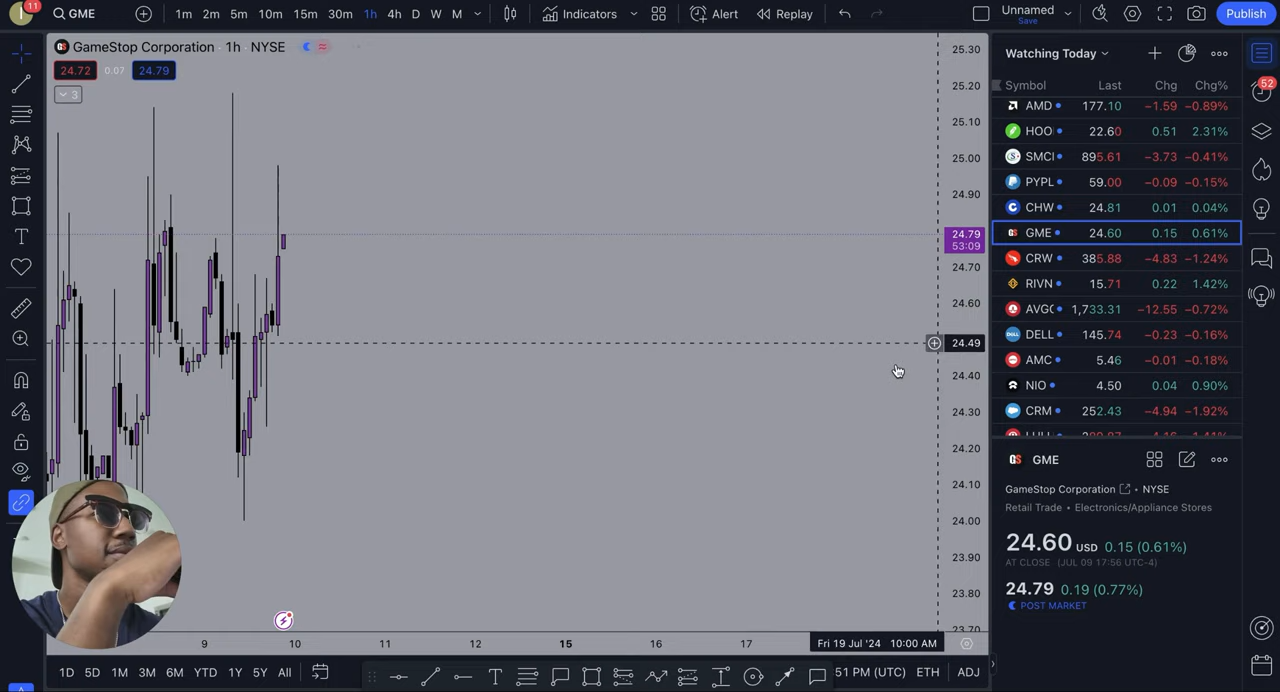 11
GME
1m 2m 5m 10m 15m 30m 1h 4h D W M
Indicators
Alert
Replay
Unnamed
Save
Publish
GameStop Corporation · 1h · NYSE
24.72 0.07 24.79
3
25.30
25.20
25.10
25.00
24.90
24.79
53:09
24.70
24.60
24.49
24.40
24.30
24.20
24.10
24.00
23.90
23.80
23.70
9 10 11 12 15 16 17
Fri 19 Jul '24 10:00 AM
1D 5D 1M 3M 6M YTD 1Y 5Y All
51 PM (UTC) ETH ADJ
Watching Today
52
Symbol Last Chg Chg%
AMD 177.10 −1.59 −0.89%
HOO 22.60 0.51 2.31%
SMCI 895.61 −3.73 −0.41%
PYPL 59.00 −0.09 −0.15%
CHW 24.81 0.01 0.04%
GME 24.60 0.15 0.61%
CRW 385.88 −4.83 −1.24%
RIVN 15.71 0.22 1.42%
AVGO 1,733.31 −12.55 −0.72%
DELL 145.74 −0.23 −0.16%
AMC 5.46 −0.01 −0.18%
NIO 4.50 0.04 0.90%
CRM 252.43 −4.94 −1.92%
GME
GameStop Corporation · NYSE
Retail Trade • Electronics/Appliance Stores
24.60 USD 0.15 (0.61%)
AT CLOSE (JUL 09 17:56 UTC-4)
24.79 0.19 (0.77%)
POST MARKET